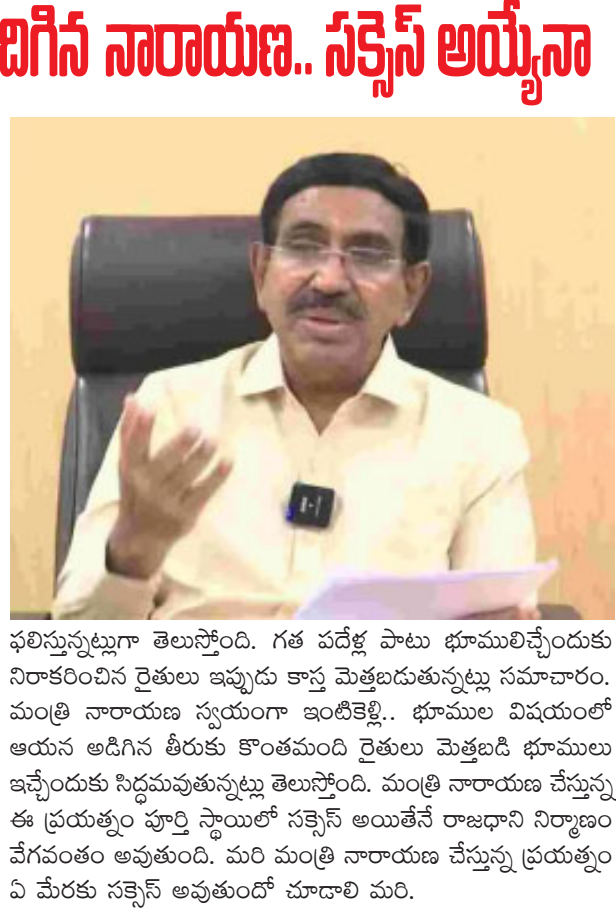 దిగిన నారాయణ.. సక్సెస్ అయ్యేనా
ఫలిస్తున్నట్లుగా తెలుస్తోంది. గత పదేళ్ల పాటు భూములిచ్చేందుకు
నిరాకరించిన రైతులు ఇప్పుడు కాస్త మెత్తబడుతున్నట్లు సమాచారం.
మంత్రి నారాయణ స్వయంగా ఇంటికెళ్లి.. భూముల విషయంలో
ఆయన అడిగిన తీరుకు కొంతమంది రైతులు మెత్తబడి భూములు
ఇచ్చేందుకు సిద్ధమవుతున్నట్లు తెలుస్తోంది. మంత్రి నారాయణ చేస్తున్న
ఈ ప్రయత్నం పూర్తి స్థాయిలో సక్సెస్ అయితేనే రాజధాని నిర్మాణం
వేగవంతం అవుతుంది. మరి మంత్రి నారాయణ చేస్తున్న ప్రయత్నం
ఏ మేరకు సక్సెస్ అవుతుందో చూడాలి మరి.